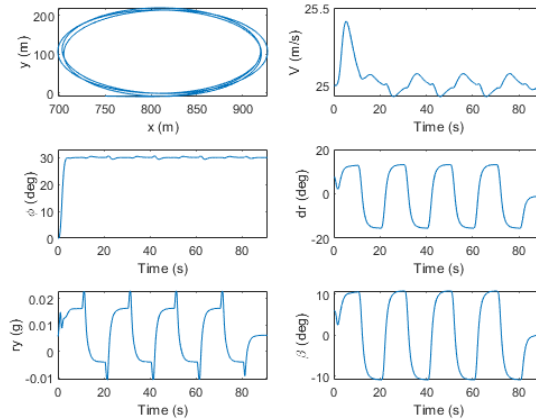 200
100
0
y (m)
700 750 800 850 900
x (m)
25.5
25
V (m/s)
0 20 40 60 80
Time (s)
30
20
10
0
ϕ (deg)
0 20 40 60 80
Time (s)
20
0
-20
dr (deg)
0 20 40 60 80
Time (s)
0.02
0.01
0
-0.01
ry (g)
0 20 40 60 80
Time (s)
10
0
-10
β (deg)
0 20 40 60 80
Time (s)